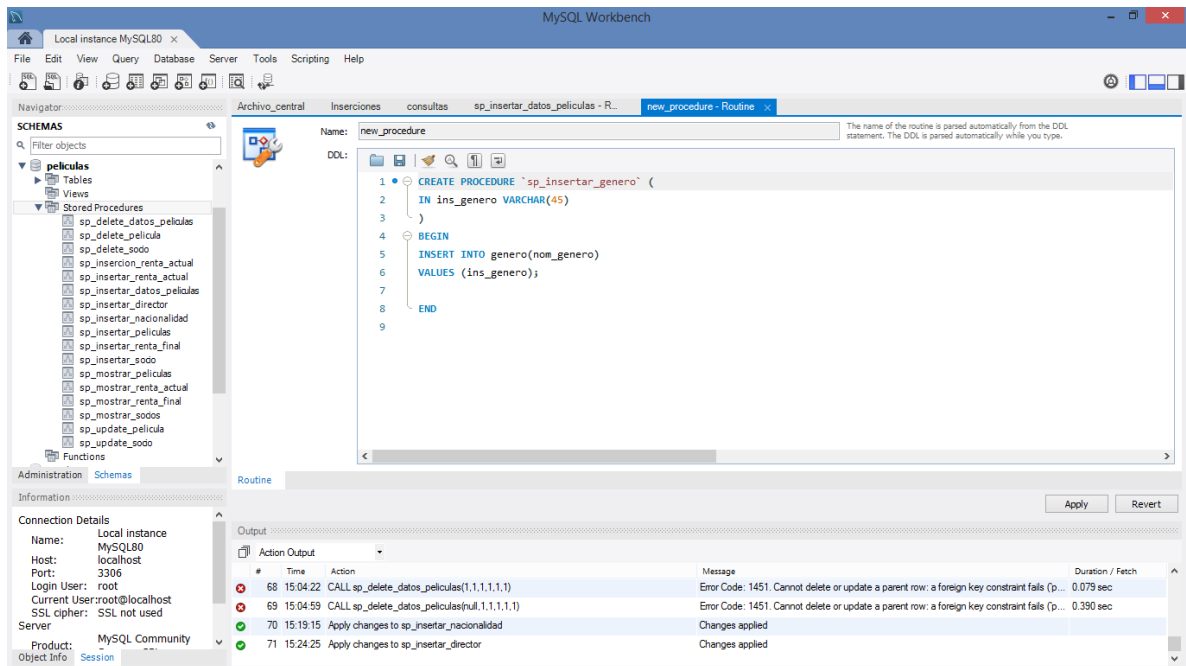 MySQL Workbench
Local instance MySQL80 ×
File Edit View Query Database Server Tools Scripting Help
Navigator
SCHEMAS
Filter objects
peliculas
Tables
Views
Stored Procedures
sp_delete_datos_peliculas
sp_delete_pelicula
sp_delete_socio
sp_insercion_renta_actual
sp_insertar_renta_actual
sp_insertar_datos_peliculas
sp_insertar_director
sp_insertar_nacionalidad
sp_insertar_peliculas
sp_insertar_renta_final
sp_insertar_socio
sp_mostrar_peliculas
sp_mostrar_renta_actual
sp_mostrar_renta_final
sp_mostrar_socios
sp_update_pelicula
sp_update_socio
Functions
Administration Schemas
Information
Connection Details
Name: Local instance
MySQL80
Host: localhost
Port: 3306
Login User: root
Current User:root@localhost
SSL cipher: SSL not used
Server
Product: MySQL Community
Object Info Session
Archivo_central Inserciones consultas sp_insertar_datos_peliculas - R... new_procedure - Routine ×
Name: new_procedure
The name of the routine is parsed automatically from the DDL
statement. The DDL is parsed automatically while you type.
DDL:
1 CREATE PROCEDURE `sp_insertar_genero` (
2 IN ins_genero VARCHAR(45)
3 )
4 BEGIN
5 INSERT INTO genero(nom_genero)
6 VALUES (ins_genero);
7
8 END
9
Routine
Apply Revert
Output
Action Output
# Time Action Message Duration / Fetch
68 15:04:22 CALL sp_delete_datos_peliculas(1,1,1,1,1,1) Error Code: 1451. Cannot delete or update a parent row: a foreign key constraint fails (`p... 0.079 sec
69 15:04:59 CALL sp_delete_datos_peliculas(null,1,1,1,1,1) Error Code: 1451. Cannot delete or update a parent row: a foreign key constraint fails (`p... 0.390 sec
70 15:19:15 Apply changes to sp_insertar_nacionalidad Changes applied
71 15:24:25 Apply changes to sp_insertar_director Changes applied